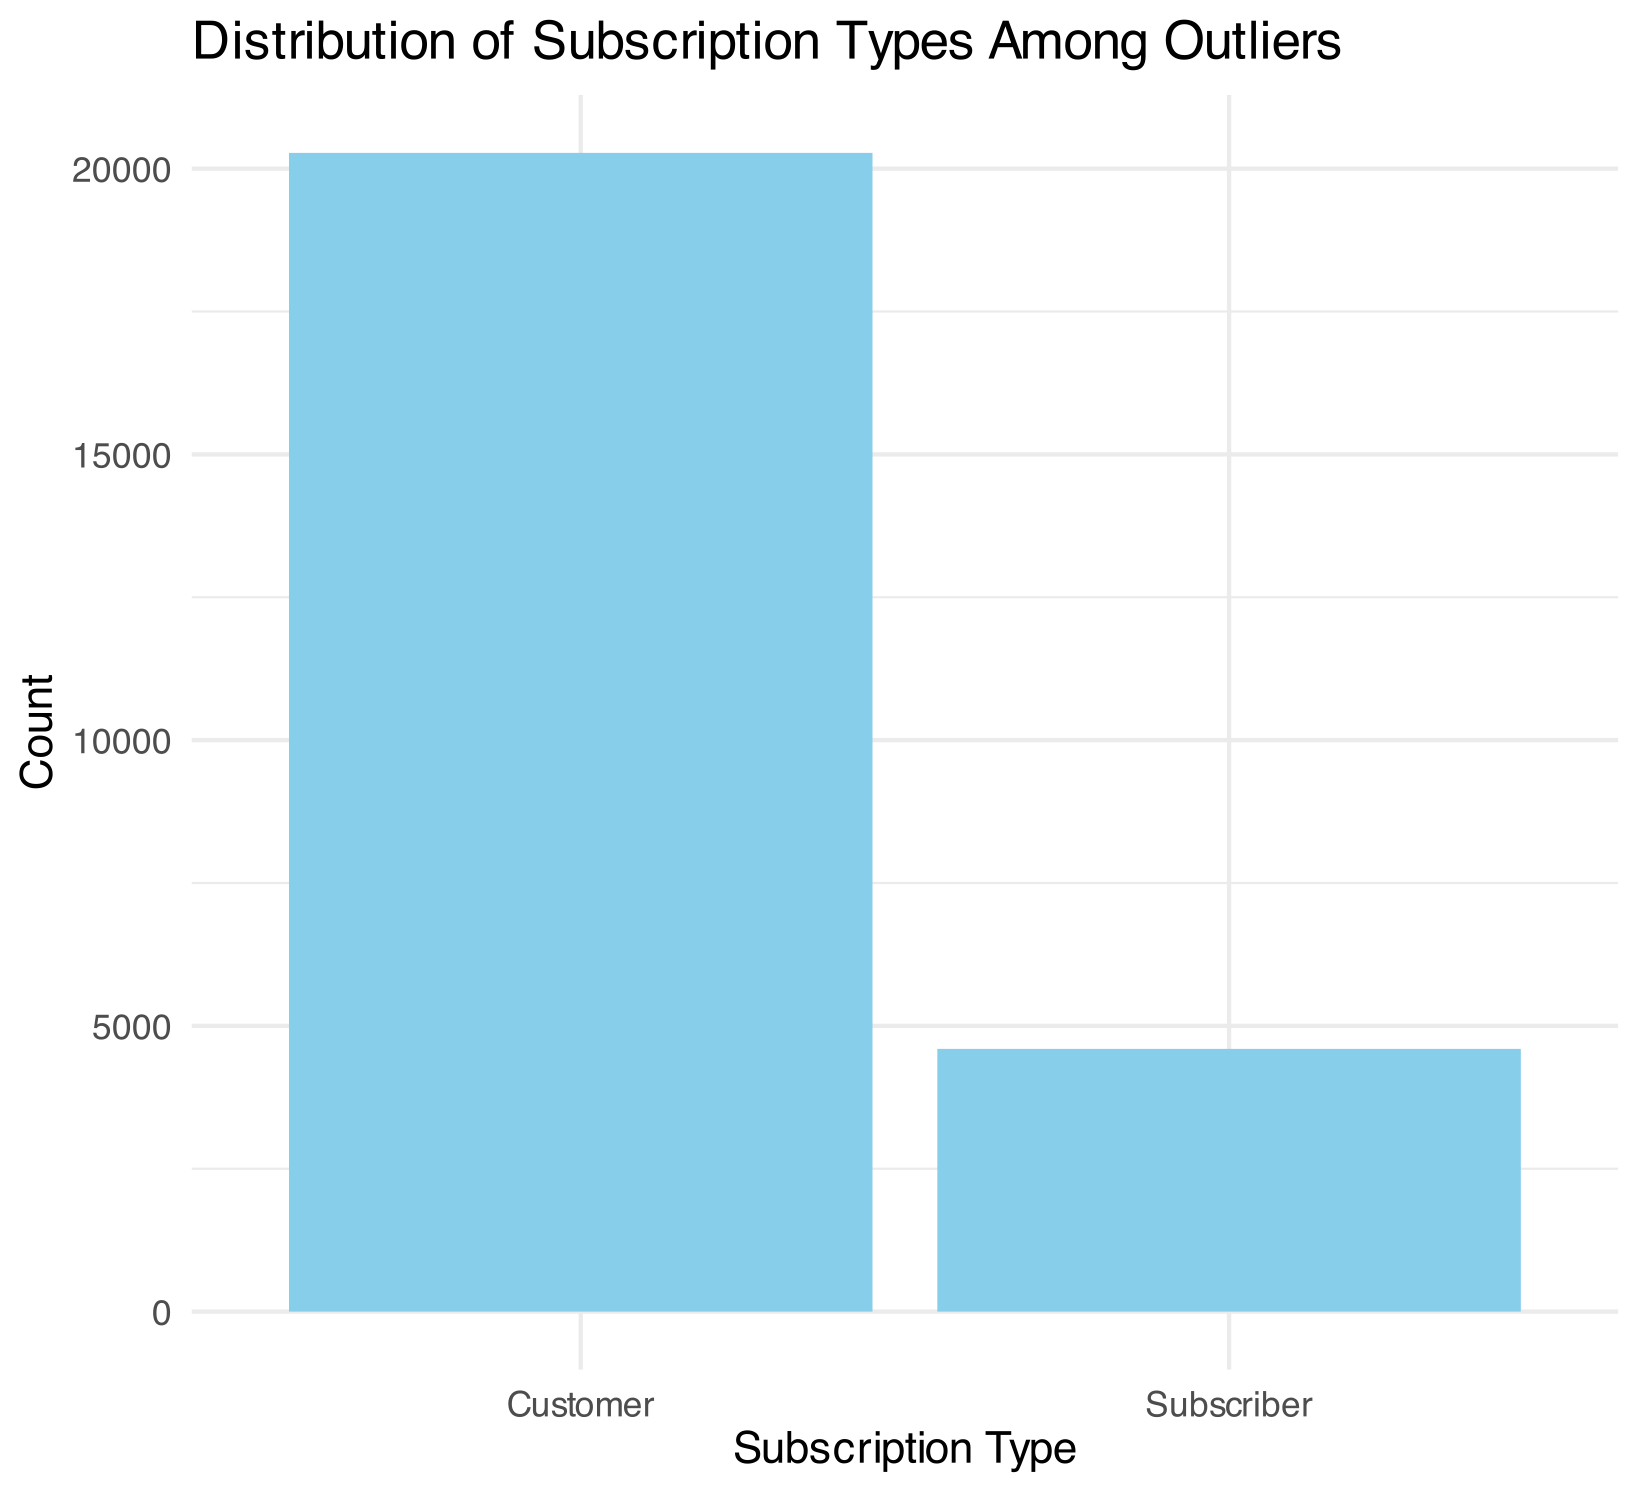 Distribution of Subscription Types Among Outliers
20000
15000
10000
5000
0
Count
Customer
Subscriber
Subscription Type